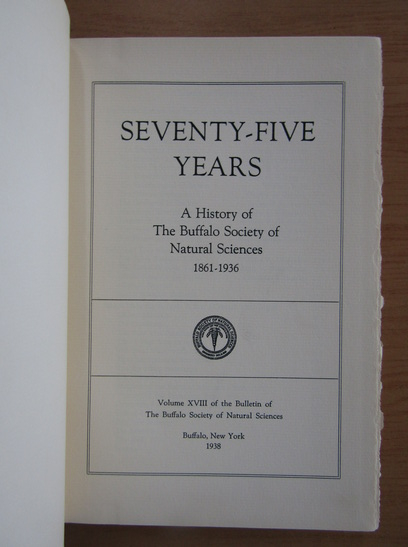 SEVENTY-FIVE
YEARS
A History of
The Buffalo Society of
Natural Sciences
1861-1936
Volume XVIII of the Bulletin of
The Buffalo Society of Natural Sciences
Buffalo, New York
1938